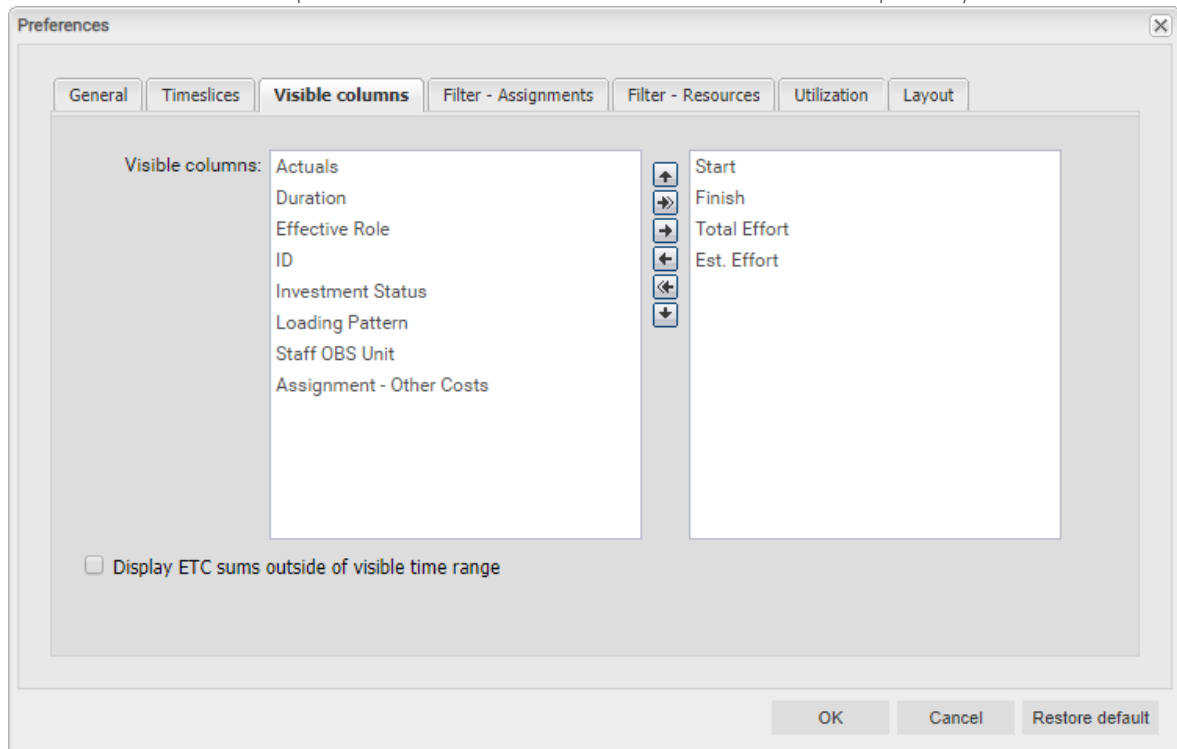 Preferences
General Timeslices Visible columns Filter - Assignments Filter - Resources Utilization Layout
Visible columns:
Actuals
Duration
Effective Role
ID
Investment Status
Loading Pattern
Staff OBS Unit
Assignment - Other Costs
Start
Finish
Total Effort
Est. Effort
Display ETC sums outside of visible time range
OK Cancel Restore default